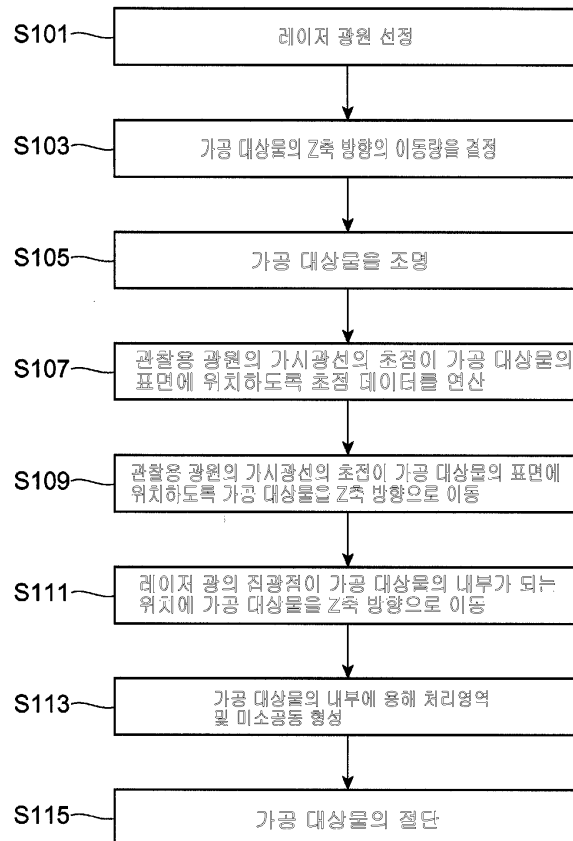 S101
레이저 광원 선정
S103
가공 대상물의 Z축 방향의 이동량을 결정
S105
가공 대상물을 조명
S107
관찰용 광원의 가시광선의 초점이 가공 대상물의
표면에 위치하도록 초점 데이터를 연산
S109
관찰용 광원의 가시광선의 초점이 가공 대상물의 표면에
위치하도록 가공 대상물을 Z축 방향으로 이동
S111
레이저 광의 집광점이 가공 대상물의 내부가 되는
위치에 가공 대상물을 Z축 방향으로 이동
S113
가공 대상물의 내부에 용해 처리영역
및 미소공동 형성
S115
가공 대상물의 절단